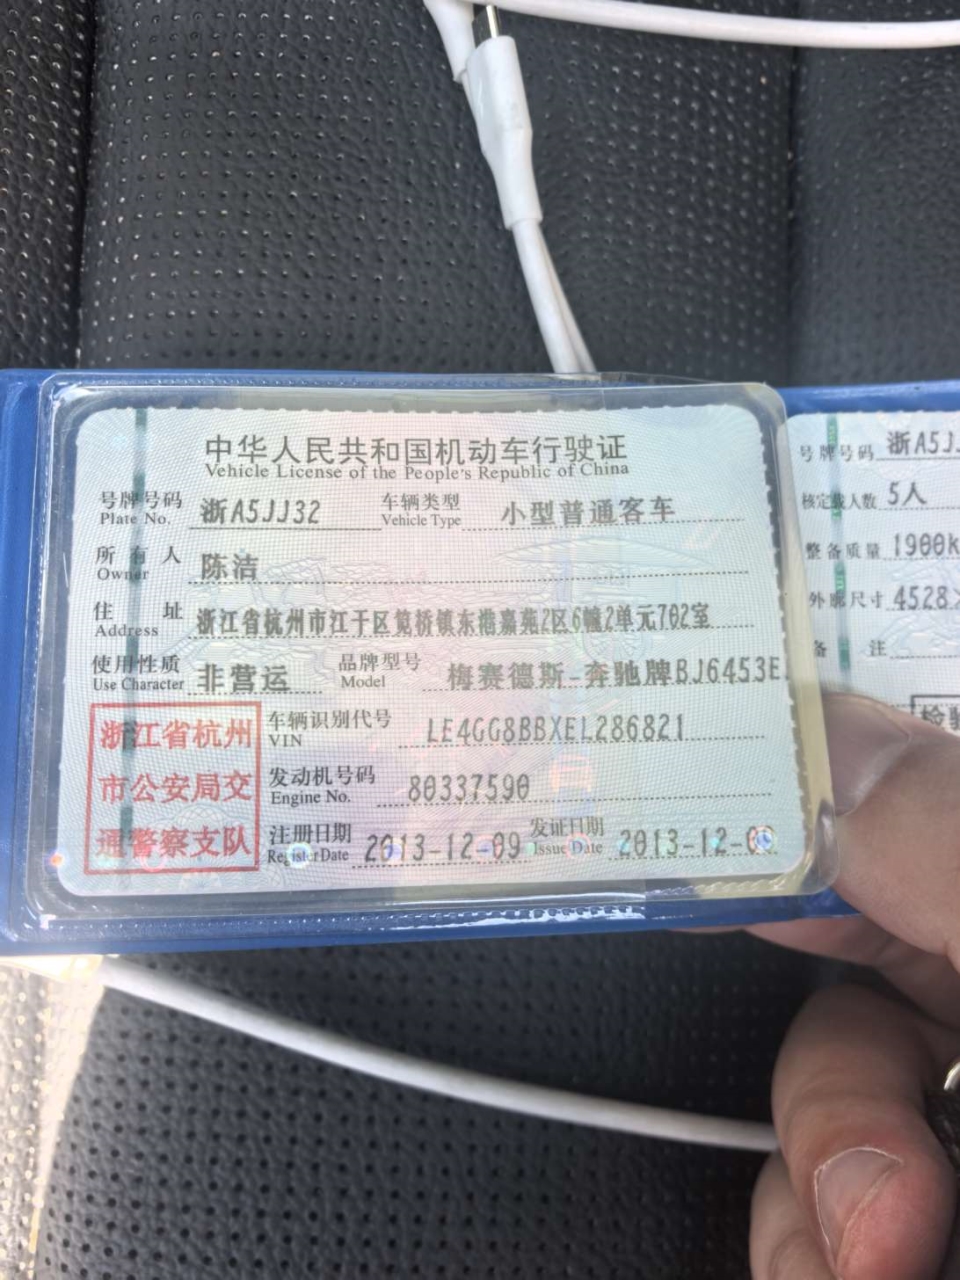 中华人民共和国机动车行驶证
Vehicle License of the People's Republic of China
号牌号码 浙A5JJ32 车辆类型 小型普通客车
Plate No. Vehicle Type
所有人 陈洁
Owner
住址 浙江省杭州市江干区笕桥镇东港嘉苑2区6幢2单元702室
Address
使用性质 非营运 品牌型号 梅赛德斯-奔驰牌BJ6453E
Use Character Model
浙江省杭州
市公安局交
通警察支队
车辆识别代号 LE4GG8BBXEL286821
VIN
发动机号码 80337590
Engine No.
注册日期 2013-12-09 发证日期 2013-12-0
Register Date Issue Date
号牌号码 浙A5J
核定载人数 5人
整备质量 1900k
外廓尺寸 4528×
备注
检验